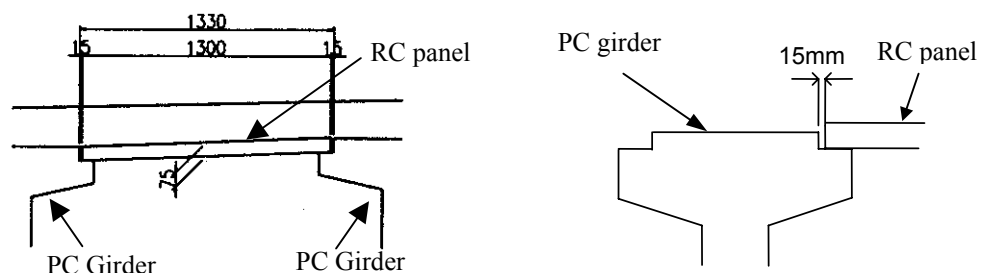 1330
15 1300 15
RC panel
75
PC Girder
PC Girder
PC girder
15mm
RC panel